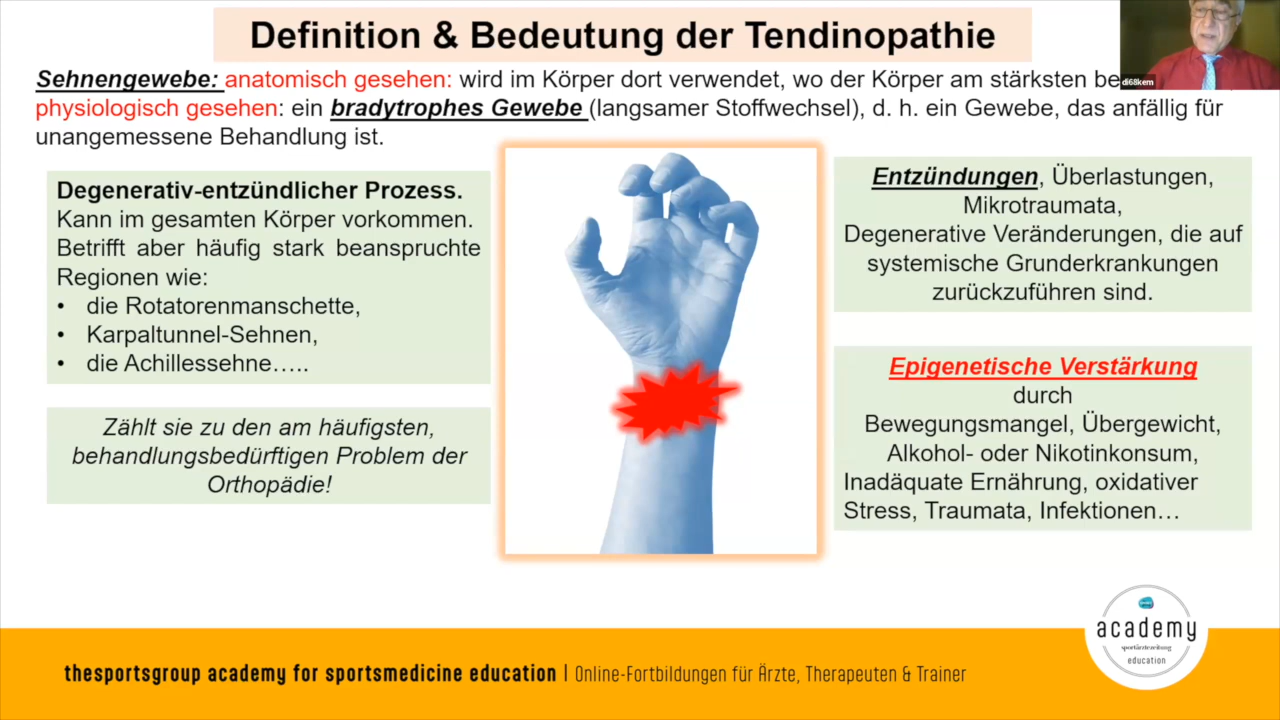 Definition & Bedeutung der Tendinopathie
Sehnengewebe: anatomisch gesehen: wird im Körper dort verwendet, wo der Körper am stärksten
physiologisch gesehen: ein bradytrophes Gewebe (langsamer Stoffwechsel), d. h. ein Gewebe, das anfällig für
unangemessene Behandlung ist.
Degenerativ-entzündlicher Prozess.
Kann im gesamten Körper vorkommen.
Betrifft aber häufig stark beanspruchte
Regionen wie:
• die Rotatorenmanschette,
• Karpaltunnel-Sehnen,
• die Achillessehne…..
Zählt sie zu den am häufigsten,
behandlungsbedürftigen Problem der
Orthopädie!
Entzündungen, Überlastungen,
Mikrotraumata,
Degenerative Veränderungen, die auf
systemische Grunderkrankungen
zurückzuführen sind.
Epigenetische Verstärkung
durch
Bewegungsmangel, Übergewicht,
Alkohol- oder Nikotinkonsum,
Inadäquate Ernährung, oxidativer
Stress, Traumata, Infektionen…
di68kem
academy
sportärztezeitung
education
thesportsgroup academy for sportsmedicine education | Online-Fortbildungen für Ärzte, Therapeuten & Trainer